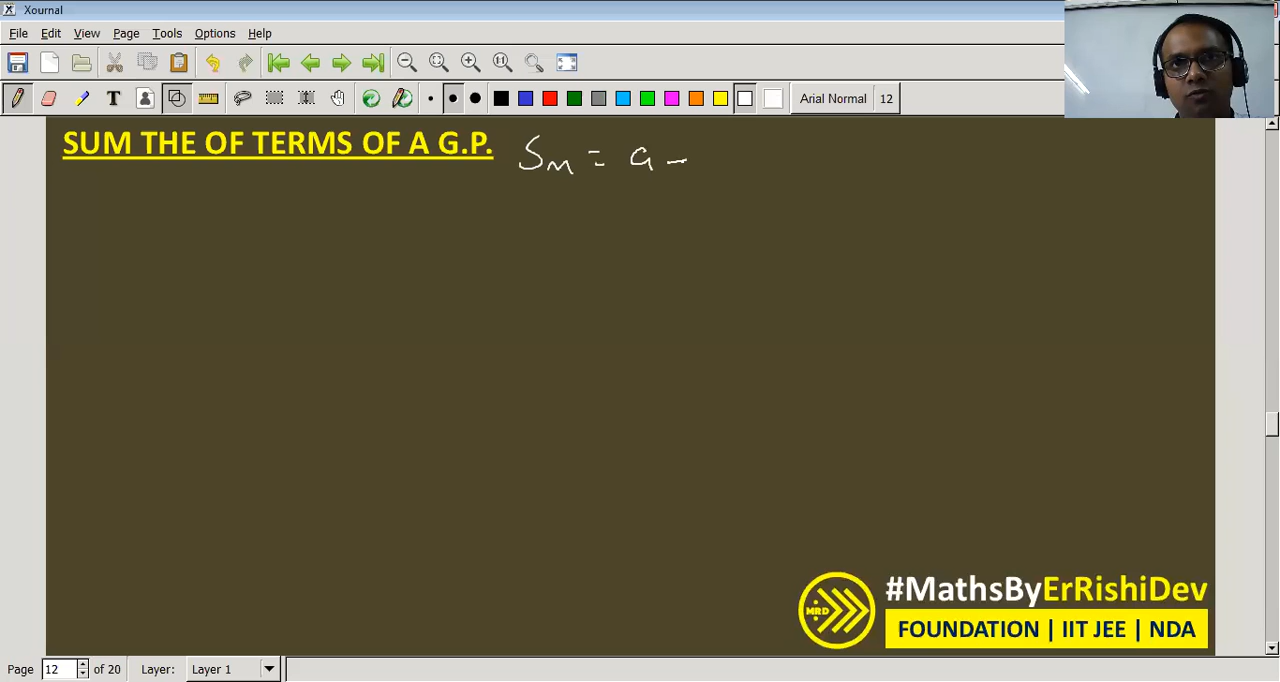 Xournal
File Edit View Page Tools Options Help
T Arial Normal 12
SUM THE OF TERMS OF A G.P. Sn = a -
MRD #MathsByErRishiDev
FOUNDATION | IIT JEE | NDA
Page 12 of 20 Layer: Layer 1